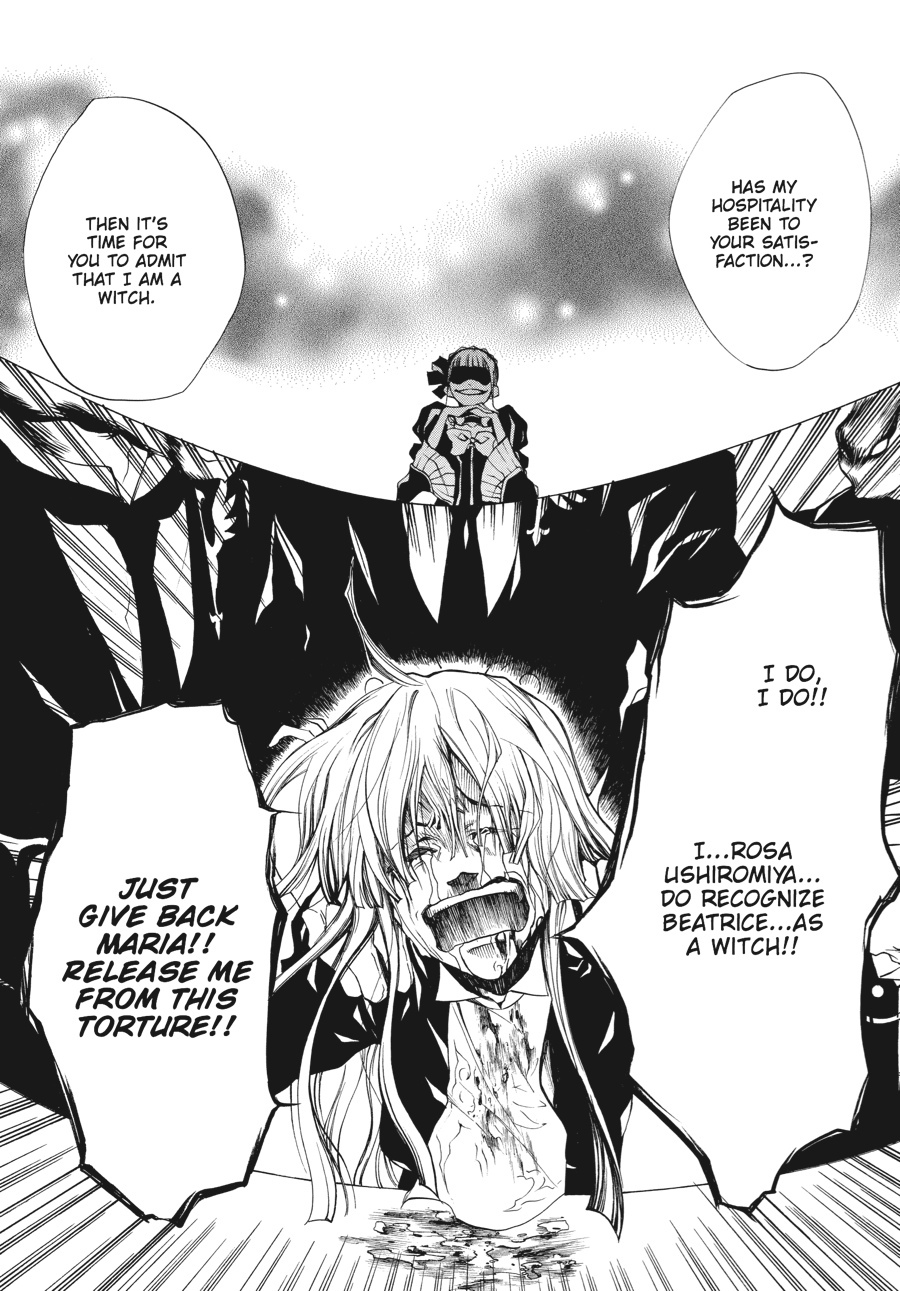 HAS MY
HOSPITALITY
BEEN TO
YOUR SATIS-
FACTION...?
THEN IT'S
TIME FOR
YOU TO ADMIT
THAT I AM A
WITCH.
I DO,
I DO!!
I...ROSA
USHIROMIYA...
DO RECOGNIZE
BEATRICE...AS
A WITCH!!
JUST
GIVE BACK
MARIA!!
RELEASE ME
FROM THIS
TORTURE!!